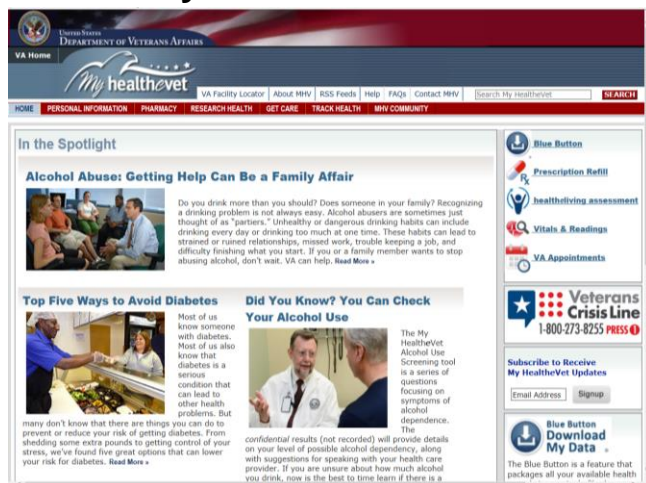 United States
Department of Veterans Affairs
VA Home
My healthevet
VA Facility Locator About MHV RSS Feeds Help FAQs Contact MHV Search My HealtheVet SEARCH
HOME PERSONAL INFORMATION PHARMACY RESEARCH HEALTH GET CARE TRACK HEALTH MHV COMMUNITY
In the Spotlight
Alcohol Abuse: Getting Help Can Be a Family Affair
Do you drink more than you should? Does someone in your family? Recognizing
a drinking problem is not always easy. Alcohol abusers are sometimes just
thought of as "parties." Unhealthy or dangerous drinking habits can include
drinking every day or drinking too much at one time. These habits can lead to
strained or ruined relationships, missed work, trouble keeping a job, and
difficulty finishing what you start. If you or a family member wants to stop
abusing alcohol, don't wait. VA can help. Read More »
Top Five Ways to Avoid Diabetes
Most of
us know
someone
with diabetes.
Most of us also
know that
diabetes is a
serious
condition that
can lead to
other health
problems. But
many don't know that there are things you can do to
prevent or reduce your risk of getting diabetes. From
shedding some extra pounds to getting control of your
stress, we've found five great options that can lower
your risk for diabetes. Read More »
Did You Know? You Can Check
Your Alcohol Use
The My
HealtheVet
Alcohol Use
Screening tool
is a series of
questions
focusing on
symptoms of
alcohol
dependence.
The
confidential results (not recorded) will provide details
on your level of possible alcohol dependency, along
with suggestions for speaking with your health care
provider. If you are unsure about how much alcohol
you drink, now is the best to time learn if there is a
Blue Button
Prescription Refill
healtheliving assessment
Vitals & Readings
VA Appointments
Veterans
Crisis Line
1-800-273-8255 PRESS 1
Subscribe to Receive
My HealtheVet Updates
Email Address Signup
Blue Button
Download
My Data
The Blue Button is a feature that
packages all your available health